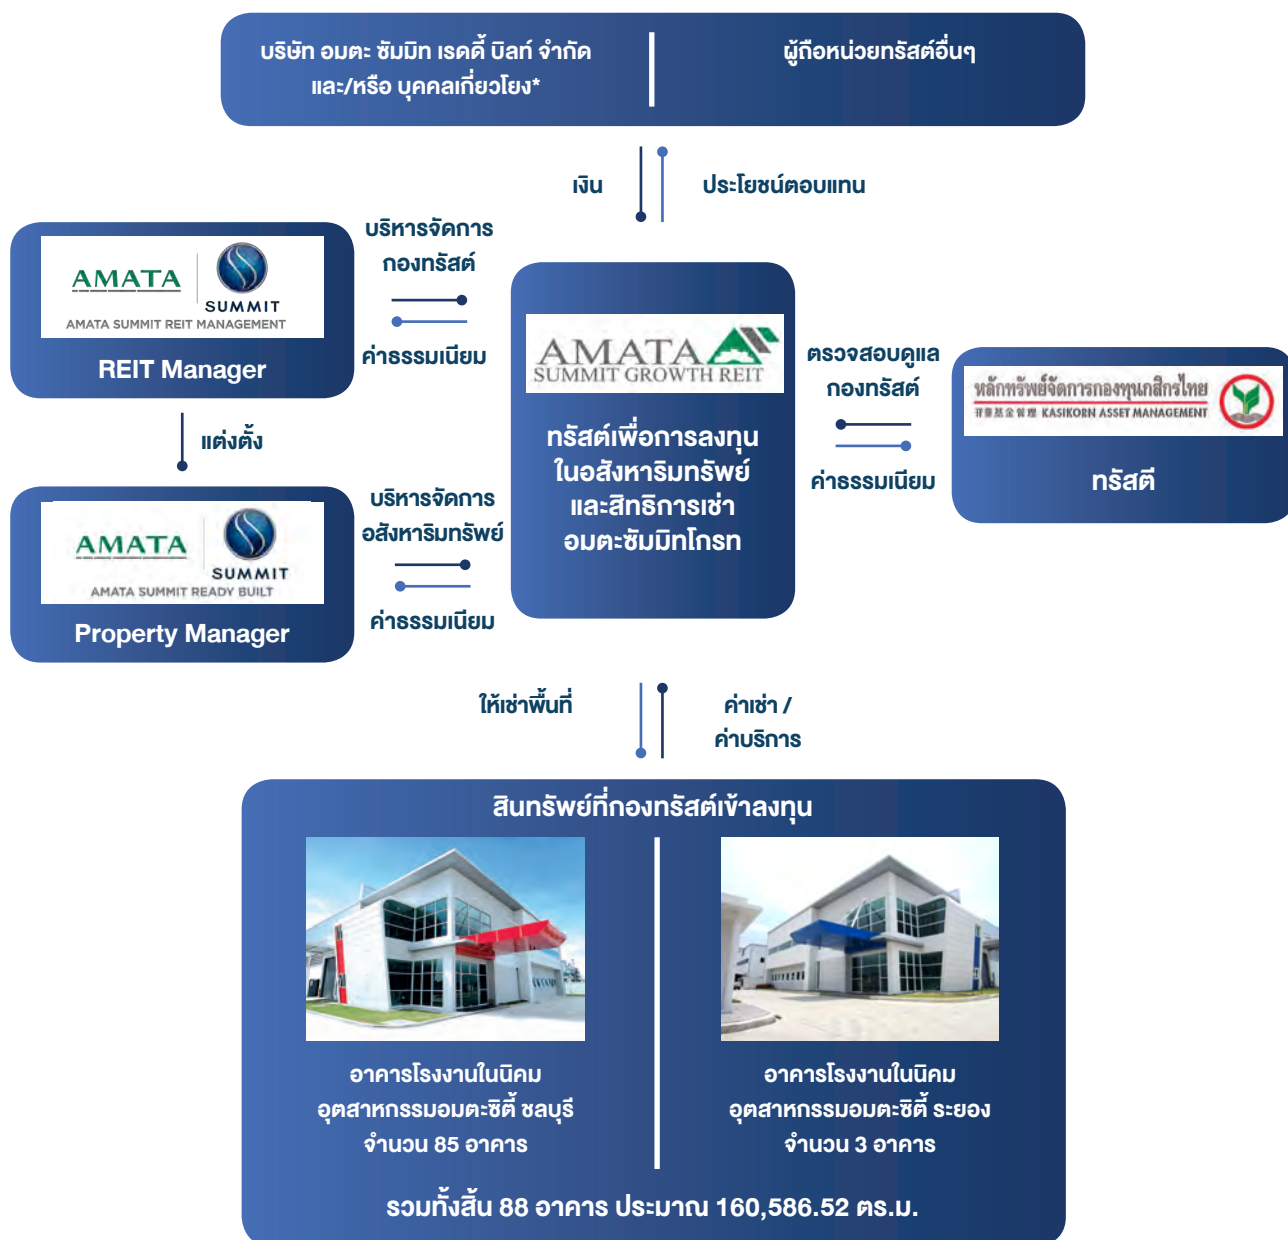 บริษัท อมตะ ซัมมิท เรดดี้ บิลท์ จำกัด
และ/หรือ บุคคลเกี่ยวโยง*
ผู้ถือหน่วยทรัสต์อื่นๆ
เงิน
ประโยชน์ตอบแทน
AMATA
SUMMIT
AMATA SUMMIT REIT MANAGEMENT
REIT Manager
บริหารจัดการ
กองทรัสต์
ค่าธรรมเนียม
แต่งตั้ง
AMATA
SUMMIT
AMATA SUMMIT READY BUILT
Property Manager
บริหารจัดการ
อสังหาริมทรัพย์
ค่าธรรมเนียม
AMATA
SUMMIT GROWTH REIT
ทรัสต์เพื่อการลงทุน
ในอสังหาริมทรัพย์
และสิทธิการเช่า
อมตะซัมมิทโกรท
ตรวจสอบดูแล
กองทรัสต์
ค่าธรรมเนียม
หลักทรัพย์จัดการกองทุนกสิกรไทย
开泰基金管理 KASIKORN ASSET MANAGEMENT
ทรัสตี
ให้เช่าพื้นที่
ค่าเช่า /
ค่าบริการ
สินทรัพย์ที่กองทรัสต์เข้าลงทุน
อาคารโรงงานในนิคม
อุตสาหกรรมอมตะซิตี้ ชลบุรี
จำนวน 85 อาคาร
อาคารโรงงานในนิคม
อุตสาหกรรมอมตะซิตี้ ระยอง
จำนวน 3 อาคาร
รวมทั้งสิ้น 88 อาคาร ประมาณ 160,586.52 ตร.ม.